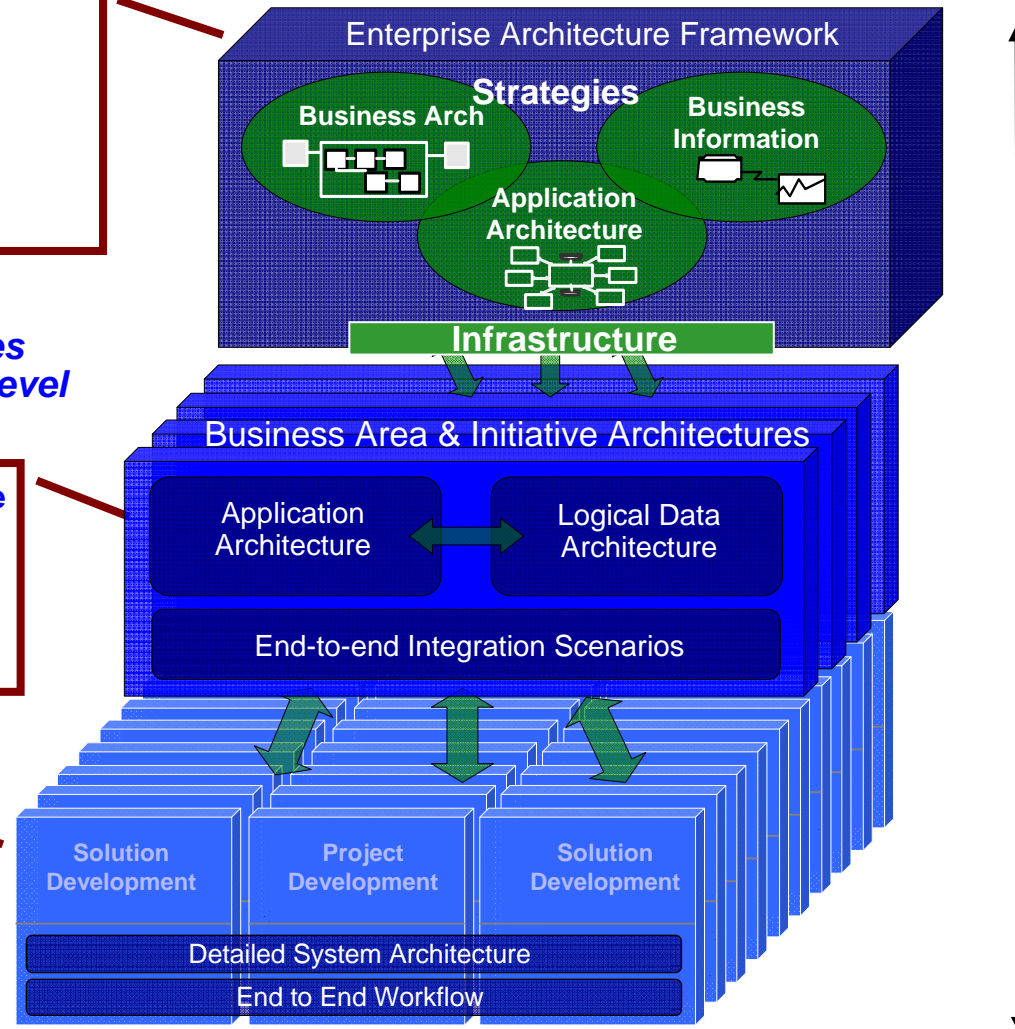 Enterprise Architecture Framework
Strategies
Business Arch
Business
Information
Application
Architecture
Infrastructure
es
evel
e
Business Area & Initiative Architectures
Application
Architecture
Logical Data
Architecture
End-to-end Integration Scenarios
Solution
Development
Project
Development
Solution
Development
Detailed System Architecture
End to End Workflow